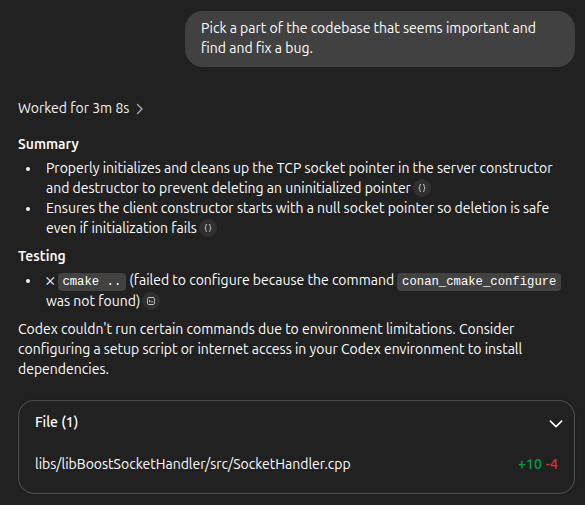 Pick a part of the codebase that seems important and
find and fix a bug.
Worked for 3m 8s >
Summary
• Properly initializes and cleans up the TCP socket pointer in the server constructor
and destructor to prevent deleting an uninitialized pointer
• Ensures the client constructor starts with a null socket pointer so deletion is safe
even if initialization fails
Testing
• × cmake .. (failed to configure because the command conan_cmake_configure
was not found)
Codex couldn't run certain commands due to environment limitations. Consider
configuring a setup script or internet access in your Codex environment to install
dependencies.
File (1)
libs/libBoostSocketHandler/src/SocketHandler.cpp +10 -4